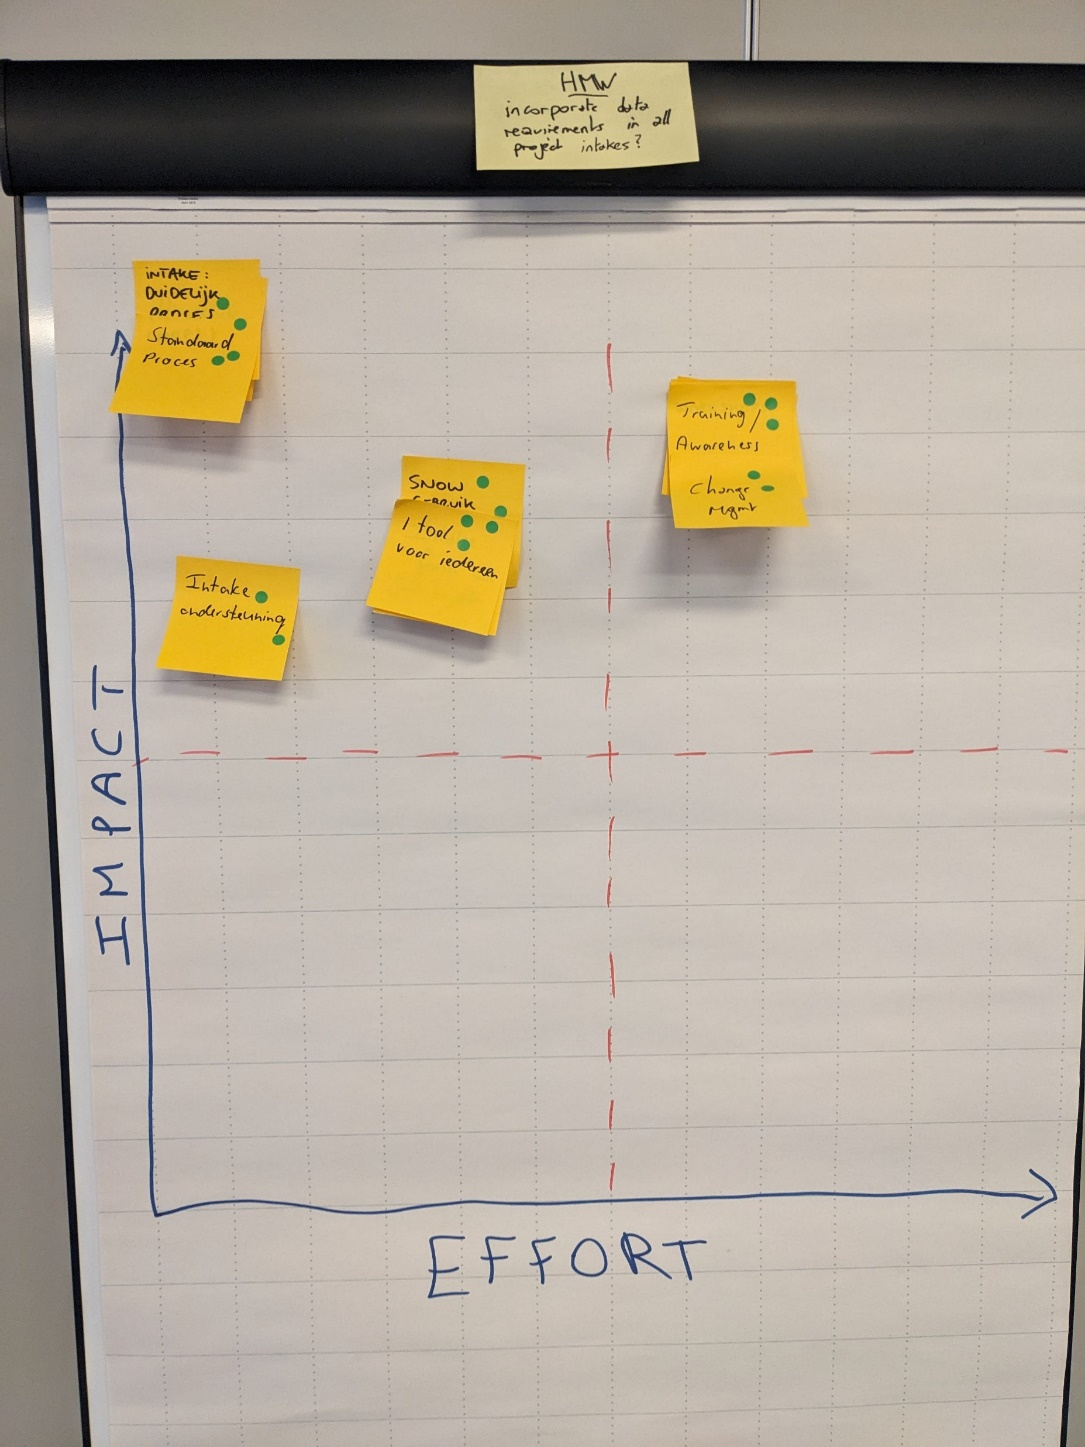 HMW
incorporate data
requirements in all
project intakes?
INTAKE:
DUIDELIJK
Standaard
Proces
Training/
Awareness
Change
Mgmt
SNOW
GEBRUIK
1 tool
voor iedereen
Intake
ondersteuning
IMPACT
EFFORT